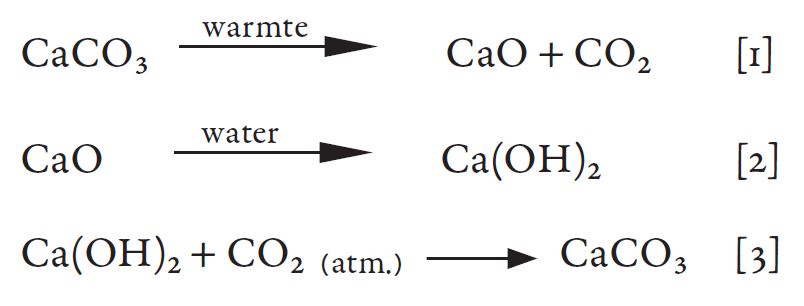 CaCO₃ warmte CaO + CO₂ [1]
CaO water Ca(OH)₂ [2]
Ca(OH)₂ + CO₂ (atm.) CaCO₃ [3]